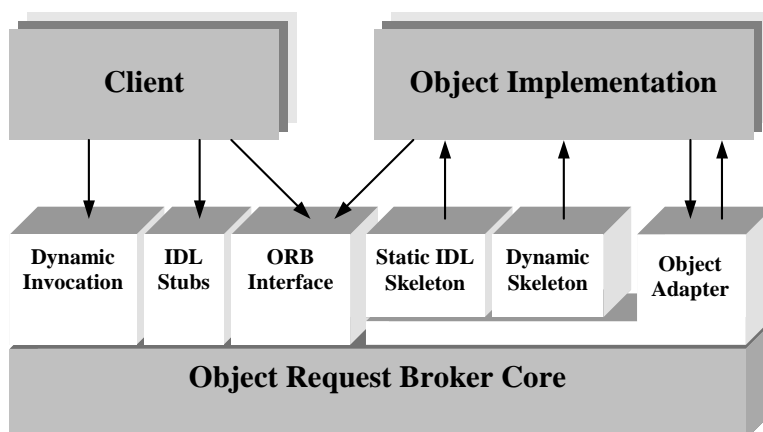 Client
Object Implementation
Dynamic
Invocation
IDL
Stubs
ORB
Interface
Static IDL
Skeleton
Dynamic
Skeleton
Object
Adapter
Object Request Broker Core